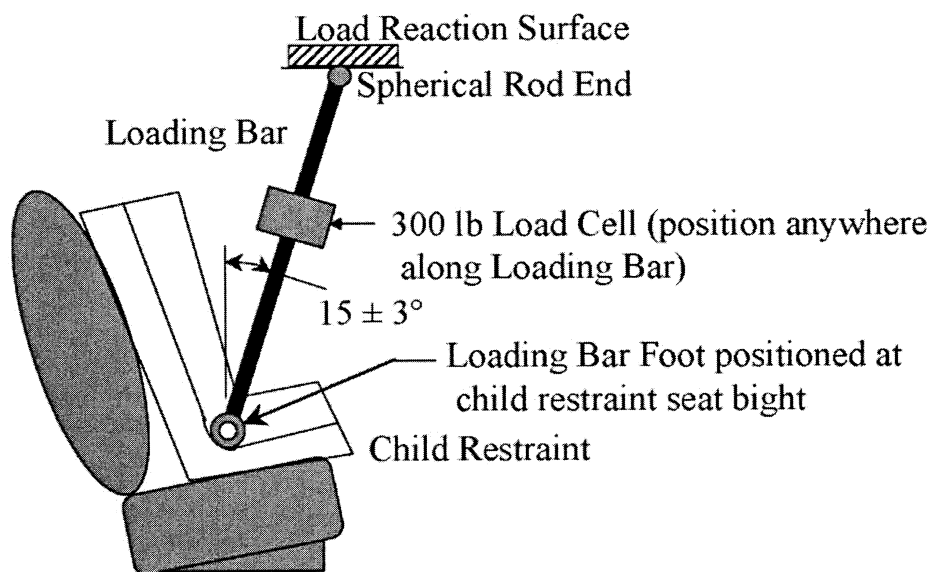 Load Reaction Surface
Spherical Rod End
Loading Bar
300 lb Load Cell (position anywhere
along Loading Bar)
15 ± 3°
Loading Bar Foot positioned at
child restraint seat bight
Child Restraint